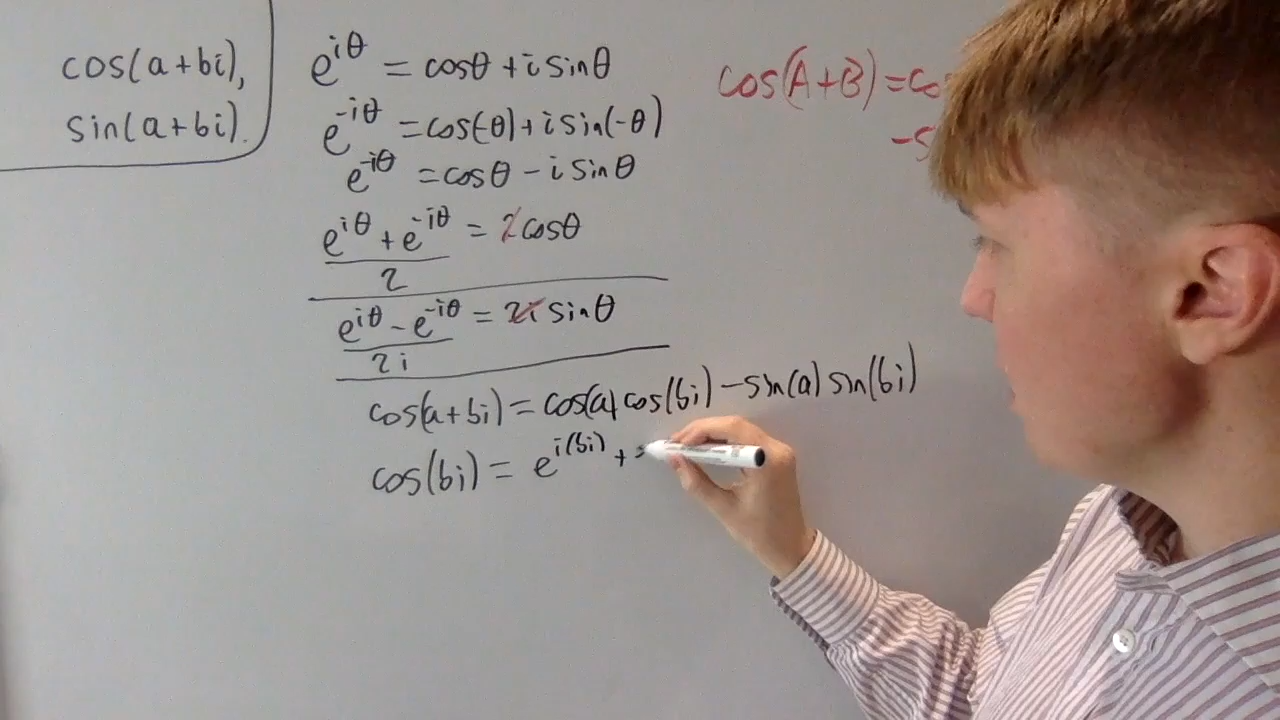 cos(a+bi),
sin(a+bi).
e^{iθ} = cosθ + i sinθ
e^{-iθ} = cos(-θ) + i sin(-θ)
e^{-iθ} = cosθ - i sinθ
e^{iθ} + e^{-iθ} = 2cosθ
2
e^{iθ} - e^{-iθ} = 2i sinθ
2i
cos(a+bi) = cos(a) cos(bi) - sin(a) sin(bi)
cos(bi) = e^{i(bi)} +
cos(A+B) = co
-s